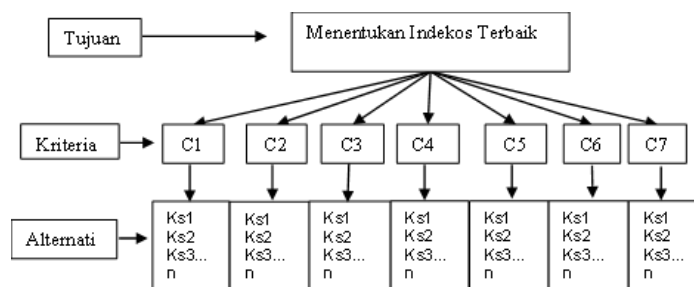 Tujuan
Menentukan Indekos Terbaik
Kriteria
C1
C2
C3
C4
C5
C6
C7
Alternati
Ks1
Ks2
Ks3...
n
Ks1
Ks2
Ks3...
n
Ks1
Ks2
Ks3...
n
Ks1
Ks2
Ks3...
n
Ks1
Ks2
Ks3...
n
Ks1
Ks2
Ks3...
n
Ks1
Ks2
Ks3...
n